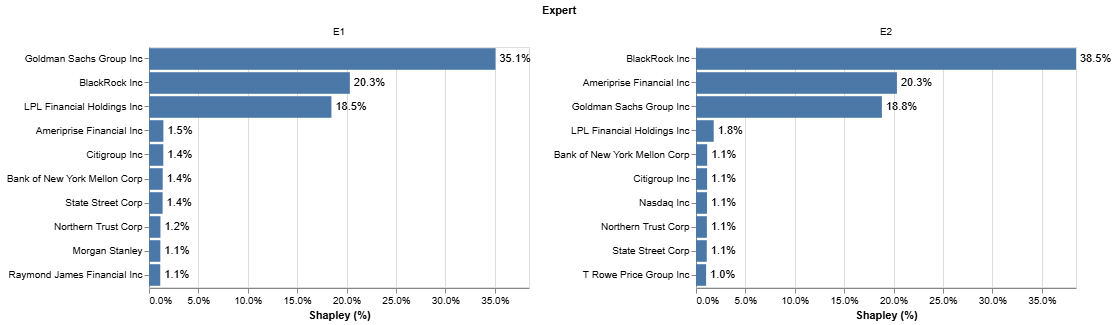 Expert
E1
Goldman Sachs Group Inc 35.1%
BlackRock Inc 20.3%
LPL Financial Holdings Inc 18.5%
Ameriprise Financial Inc 1.5%
Citigroup Inc 1.4%
Bank of New York Mellon Corp 1.4%
State Street Corp 1.4%
Northern Trust Corp 1.2%
Morgan Stanley 1.1%
Raymond James Financial Inc 1.1%
0.0% 5.0% 10.0% 15.0% 20.0% 25.0% 30.0% 35.0%
Shapley (%)
E2
BlackRock Inc 38.5%
Ameriprise Financial Inc 20.3%
Goldman Sachs Group Inc 18.8%
LPL Financial Holdings Inc 1.8%
Bank of New York Mellon Corp 1.1%
Citigroup Inc 1.1%
Nasdaq Inc 1.1%
Northern Trust Corp 1.1%
State Street Corp 1.1%
T Rowe Price Group Inc 1.0%
0.0% 5.0% 10.0% 15.0% 20.0% 25.0% 30.0% 35.0%
Shapley (%)